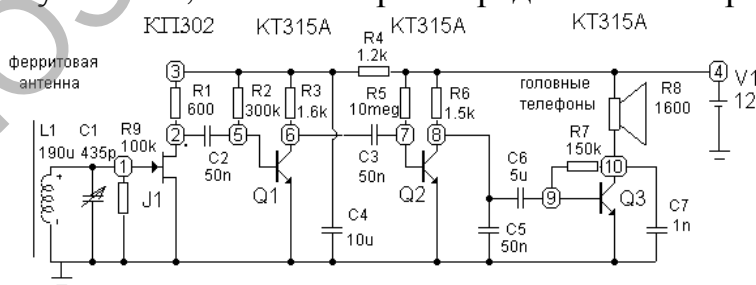 КП302 КТ315А КТ315А КТ315А
ферритовая
антенна
L1
190u
C1
435p
R9
100k
1
J1
3
R1
600
2
C2
50n
R2
300k
5
R3
1.6k
6
Q1
R4
1.2k
C4
10u
C3
50n
R5
10meg
7
R6
1.5k
8
Q2
C6
5u
C5
50n
9
головные
телефоны
R7
150k
10
R8
1600
Q3
C7
1n
4
V1
12